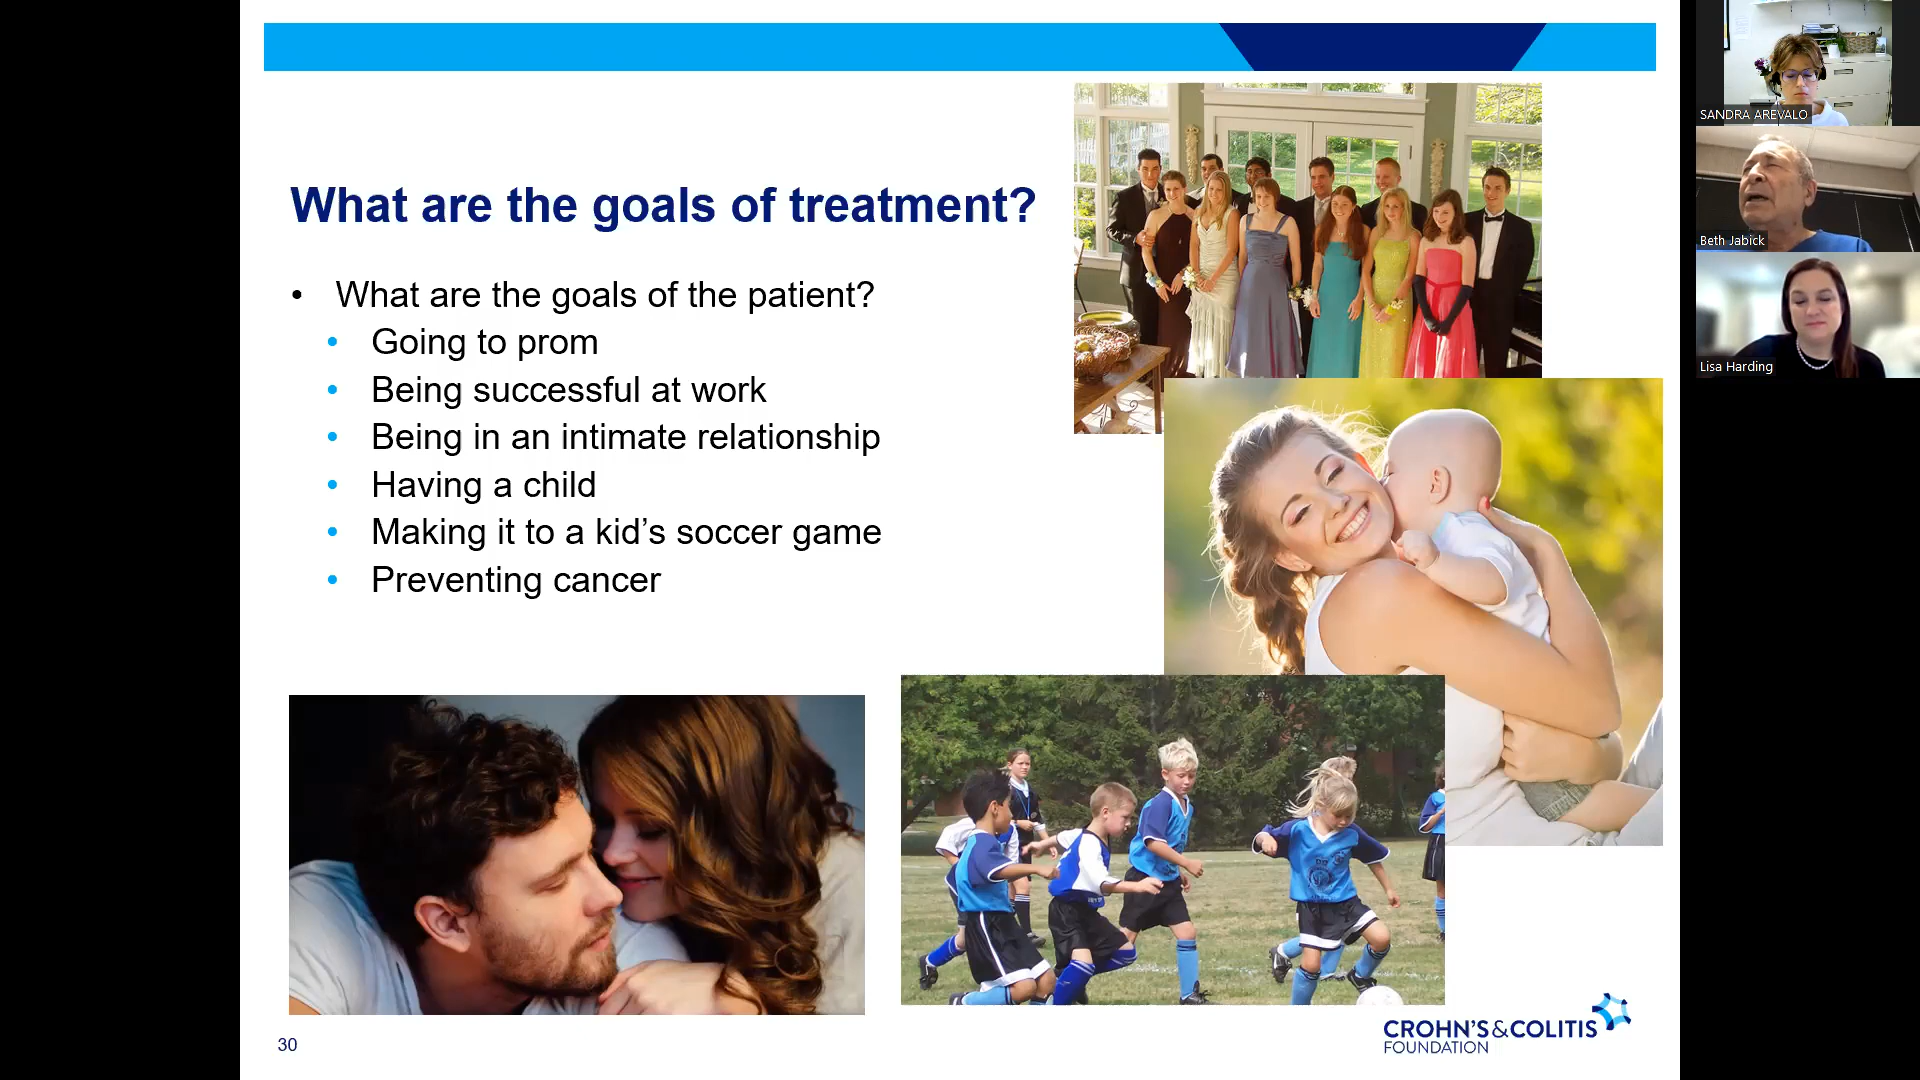 What are the goals of treatment?
• What are the goals of the patient?
• Going to prom
• Being successful at work
• Being in an intimate relationship
• Having a child
• Making it to a kid’s soccer game
• Preventing cancer
30
CROHN’S&COLITIS
FOUNDATION
SANDRA AREVALO
Beth Jabick
Lisa Harding